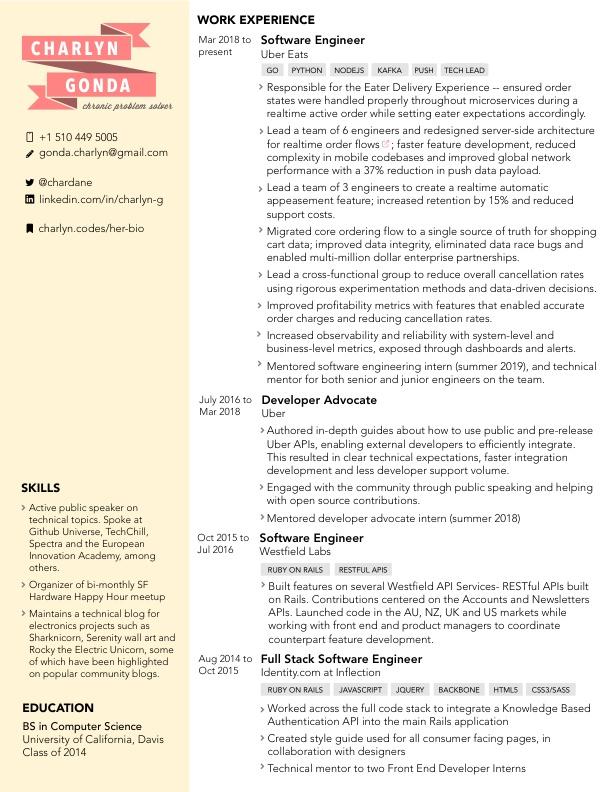 CHARLYN
GONDA
chronic problem solver
+1 510 449 5005
gonda.charlyn@gmail.com
@chardane
linkedin.com/in/charlyn-g
charlyn.codes/her-bio
SKILLS
Active public speaker on
technical topics. Spoke at
Github Universe, TechChill,
Spectra and the European
Innovation Academy, among
others.
Organizer of bi-monthly SF
Hardware Happy Hour meetup
Maintains a technical blog for
electronics projects such as
Sharknicorn, Serenity wall art and
Rocky the Electric Unicorn, some
of which have been highlighted
on popular community blogs.
EDUCATION
BS in Computer Science
University of California, Davis
Class of 2014
WORK EXPERIENCE
Mar 2018 to
present
Software Engineer
Uber Eats
GO PYTHON NODEJS KAFKA PUSH TECH LEAD
Responsible for the Eater Delivery Experience -- ensured order
states were handled properly throughout microservices during a
realtime active order while setting eater expectations accordingly.
Lead a team of 6 engineers and redesigned server-side architecture
for realtime order flows ; faster feature development, reduced
complexity in mobile codebases and improved global network
performance with a 37% reduction in push data payload.
Lead a team of 3 engineers to create a realtime automatic
appeasement feature; increased retention by 15% and reduced
support costs.
Migrated core ordering flow to a single source of truth for shopping
cart data; improved data integrity, eliminated data race bugs and
enabled multi-million dollar enterprise partnerships.
Lead a cross-functional group to reduce overall cancellation rates
using rigorous experimentation methods and data-driven decisions.
Improved profitability metrics with features that enabled accurate
order charges and reducing cancellation rates.
Increased observability and reliability with system-level and
business-level metrics, exposed through dashboards and alerts.
Mentored software engineering intern (summer 2019), and technical
mentor for both senior and junior engineers on the team.
July 2016 to
Mar 2018
Developer Advocate
Uber
Authored in-depth guides about how to use public and pre-release
Uber APIs, enabling external developers to efficiently integrate.
This resulted in clear technical expectations, faster integration
development and less developer support volume.
Engaged with the community through public speaking and helping
with open source contributions.
Mentored developer advocate intern (summer 2018)
Oct 2015 to
Jul 2016
Software Engineer
Westfield Labs
RUBY ON RAILS RESTFUL APIS
Built features on several Westfield API Services- RESTful APIs built
on Rails. Contributions centered on the Accounts and Newsletters
APIs. Launched code in the AU, NZ, UK and US markets while
working with front end and product managers to coordinate
counterpart feature development.
Aug 2014 to
Oct 2015
Full Stack Software Engineer
Identity.com at Inflection
RUBY ON RAILS JAVASCRIPT JQUERY BACKBONE HTML5 CSS3/SASS
Worked across the full code stack to integrate a Knowledge Based
Authentication API into the main Rails application
Created style guide used for all consumer facing pages, in
collaboration with designers
Technical mentor to two Front End Developer Interns